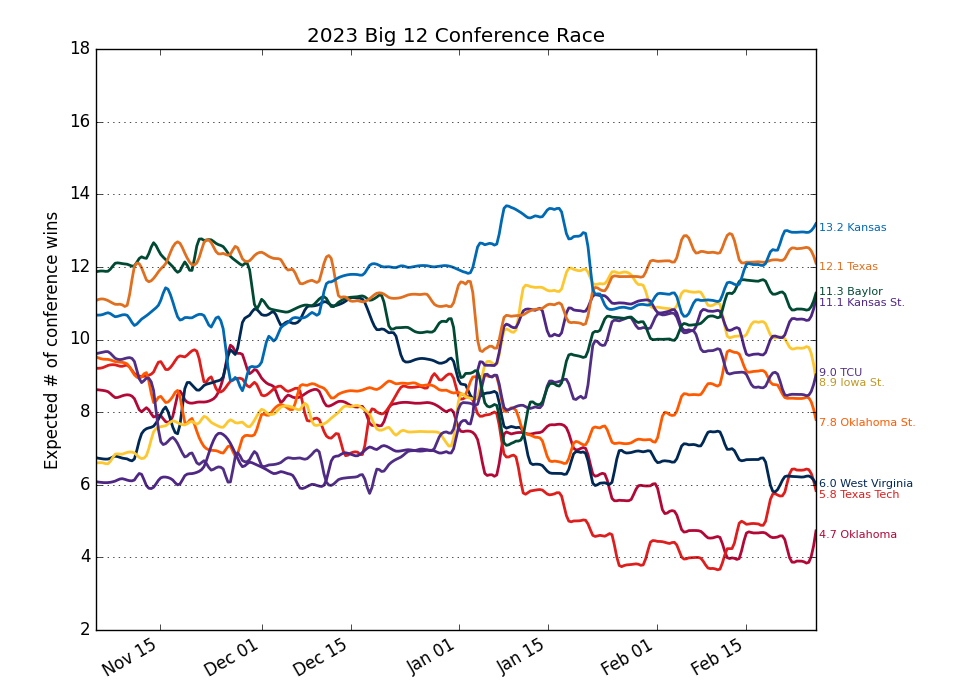 2023 Big 12 Conference Race
Expected # of conference wins
18
16
14
12
10
8
6
4
2
13.2 Kansas
12.1 Texas
11.3 Baylor
11.1 Kansas St.
9.0 TCU
8.9 Iowa St.
7.8 Oklahoma St.
6.0 West Virginia
5.8 Texas Tech
4.7 Oklahoma
Nov 15
Dec 01
Dec 15
Jan 01
Jan 15
Feb 01
Feb 15